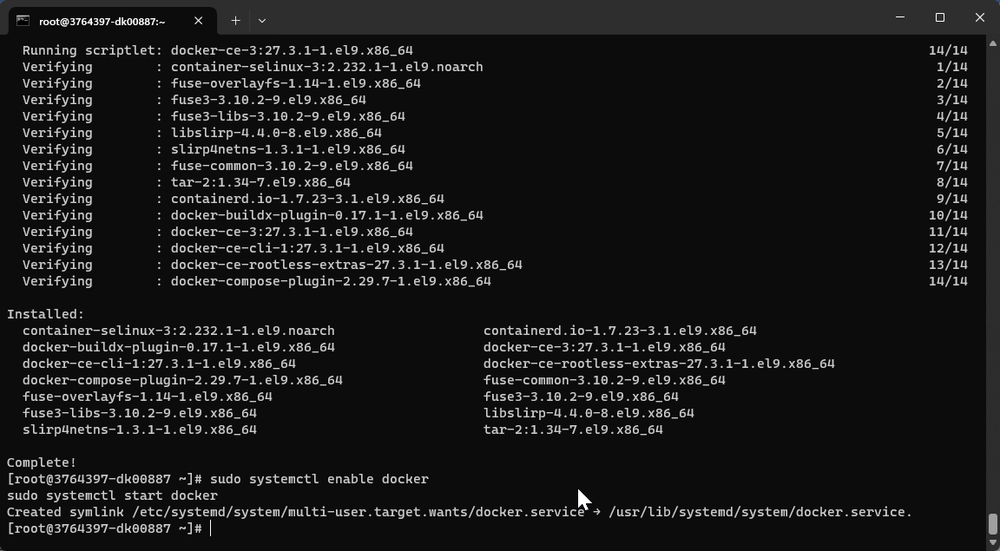 root@3764397-dk00887:~
Running scriptlet: docker-ce-3:27.3.1-1.el9.x86_64 14/14
Verifying : container-selinux-3:2.232.1-1.el9.noarch 1/14
Verifying : fuse-overlayfs-1.14-1.el9.x86_64 2/14
Verifying : fuse3-3.10.2-9.el9.x86_64 3/14
Verifying : fuse3-libs-3.10.2-9.el9.x86_64 4/14
Verifying : libslirp-4.4.0-8.el9.x86_64 5/14
Verifying : slirp4netns-1.3.1-1.el9.x86_64 6/14
Verifying : fuse-common-3.10.2-9.el9.x86_64 7/14
Verifying : tar-2:1.34-7.el9.x86_64 8/14
Verifying : containerd.io-1.7.23-3.1.el9.x86_64 9/14
Verifying : docker-buildx-plugin-0.17.1-1.el9.x86_64 10/14
Verifying : docker-ce-3:27.3.1-1.el9.x86_64 11/14
Verifying : docker-ce-cli-1:27.3.1-1.el9.x86_64 12/14
Verifying : docker-ce-rootless-extras-27.3.1-1.el9.x86_64 13/14
Verifying : docker-compose-plugin-2.29.7-1.el9.x86_64 14/14
Installed:
container-selinux-3:2.232.1-1.el9.noarch containerd.io-1.7.23-3.1.el9.x86_64
docker-buildx-plugin-0.17.1-1.el9.x86_64 docker-ce-3:27.3.1-1.el9.x86_64
docker-ce-cli-1:27.3.1-1.el9.x86_64 docker-ce-rootless-extras-27.3.1-1.el9.x86_64
docker-compose-plugin-2.29.7-1.el9.x86_64 fuse-common-3.10.2-9.el9.x86_64
fuse-overlayfs-1.14-1.el9.x86_64 fuse3-3.10.2-9.el9.x86_64
fuse3-libs-3.10.2-9.el9.x86_64 libslirp-4.4.0-8.el9.x86_64
slirp4netns-1.3.1-1.el9.x86_64 tar-2:1.34-7.el9.x86_64
Complete!
[root@3764397-dk00887 ~]# sudo systemctl enable docker
sudo systemctl start docker
Created symlink /etc/systemd/system/multi-user.target.wants/docker.service → /usr/lib/systemd/system/docker.service.
[root@3764397-dk00887 ~]#